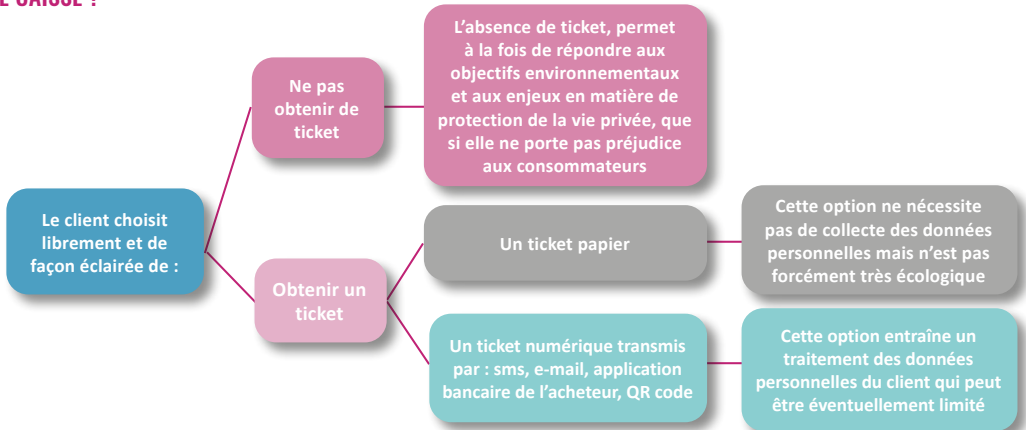 Le client choisit
librement et de
façon éclairée de :
Ne pas
obtenir de
ticket
L’absence de ticket, permet
à la fois de répondre aux
objectifs environnementaux
et aux enjeux en matière de
protection de la vie privée, que
si elle ne porte pas préjudice
aux consommateurs
Obtenir un
ticket
Un ticket papier
Cette option ne nécessite
pas de collecte des données
personnelles mais n’est pas
forcément très écologique
Un ticket numérique transmis
par : sms, e-mail, application
bancaire de l’acheteur, QR code
Cette option entraîne un
traitement des données
personnelles du client qui peut
être éventuellement limité